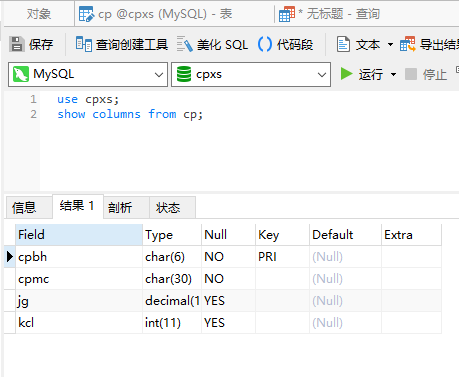 对象 cp @cpxs (MySQL) - 表 * 无标题 - 查询
保存 查询创建工具 美化 SQL () 代码段 文本 导出结
MySQL cpxs 运行 停止
1 use cpxs;
2 show columns from cp;
信息 结果 1 剖析 状态
Field Type Null Key Default Extra
cpbh char(6) NO PRI (Null)
cpmc char(30) NO (Null)
jg decimal(1 YES (Null)
kcl int(11) YES (Null)